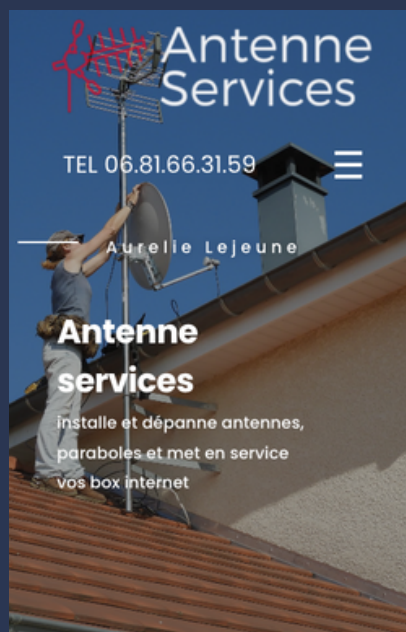 Antenne
Services
TEL 06.81.66.31.59
Aurelie Lejeune
Antenne
services
installe et dépanne antennes,
paraboles et met en service
vos box internet